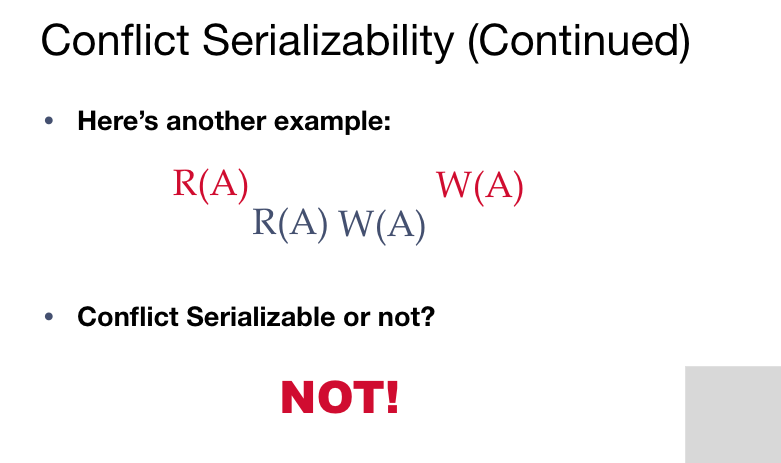 Conflict Serializability (Continued)
• Here’s another example:
R(A) W(A)
R(A) W(A)
• Conflict Serializable or not?
NOT!